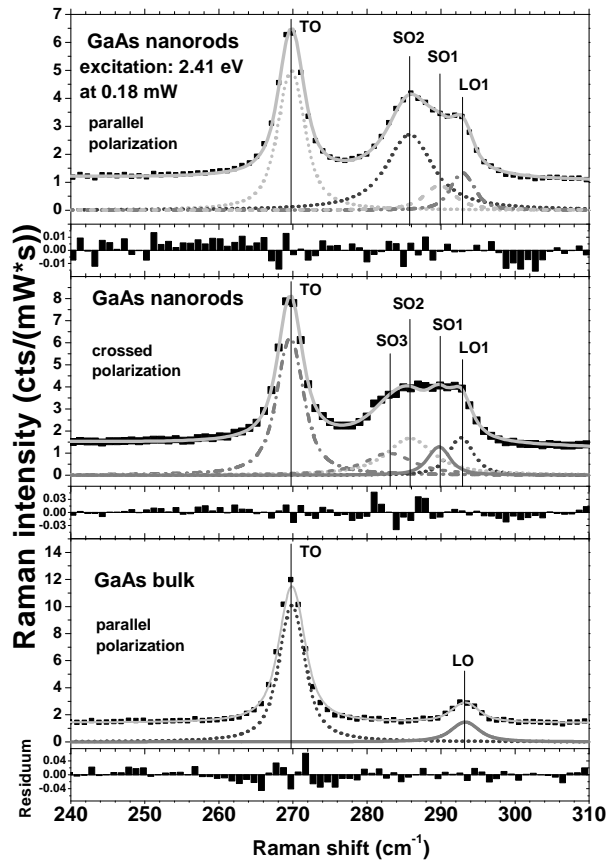 GaAs nanorods
excitation: 2.41 eV
at 0.18 mW
parallel
polarization
TO
SO2
SO1
LO1
7
6
5
4
3
2
1
0
0.01
0.00
-0.01
GaAs nanorods
crossed
polarization
TO
SO3
SO2
SO1
LO1
8
7
6
5
4
3
2
1
0
0.03
0.00
-0.03
GaAs bulk
parallel
polarization
TO
LO
14
12
10
8
6
4
2
0
0.04
0.00
-0.04
Raman intensity (cts/(mW*s))
Residuum
240 250 260 270 280 290 300 310
Raman shift (cm-1)